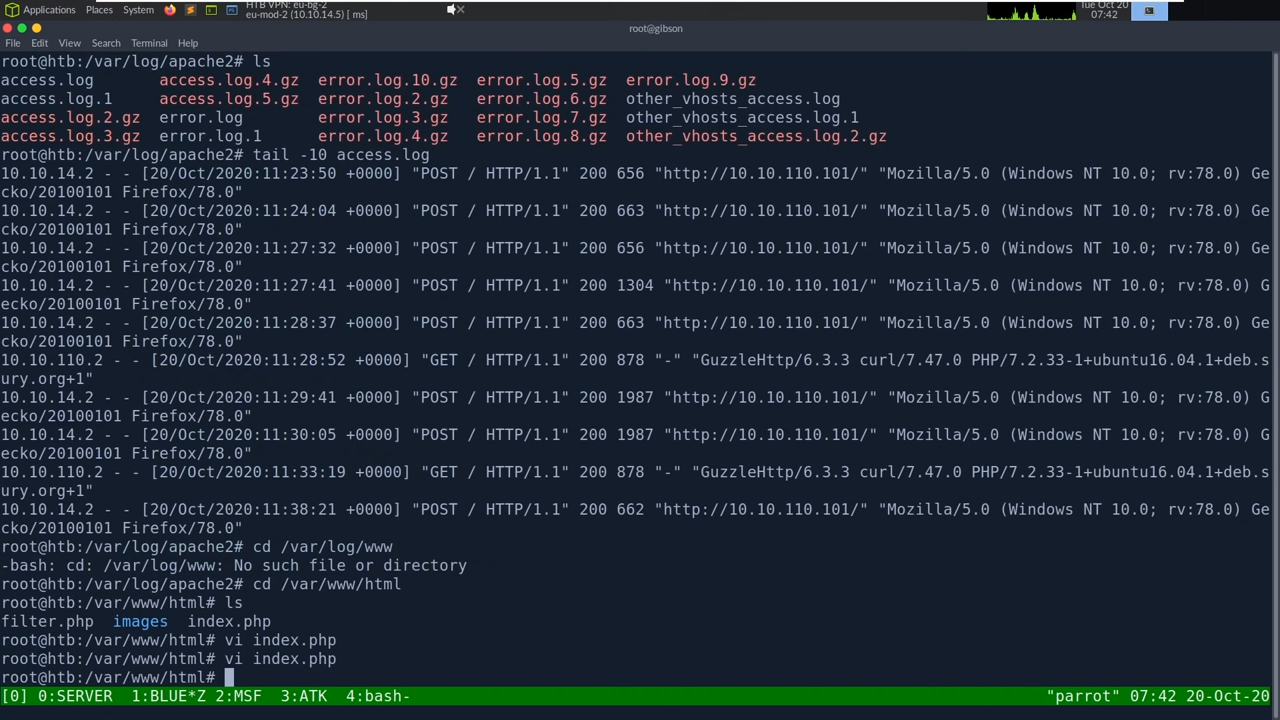 Applications Places System HTB VPN: eu-bg-2
eu-mod-2 (10.10.14.5) [ ms]
Tue Oct 20
07:42
root@gibson
File Edit View Search Terminal Help
root@htb:/var/log/apache2# ls
access.log access.log.4.gz error.log.10.gz error.log.5.gz error.log.9.gz
access.log.1 access.log.5.gz error.log.2.gz error.log.6.gz other_vhosts_access.log
access.log.2.gz error.log error.log.3.gz error.log.7.gz other_vhosts_access.log.1
access.log.3.gz error.log.1 error.log.4.gz error.log.8.gz other_vhosts_access.log.2.gz
root@htb:/var/log/apache2# tail -10 access.log
10.10.14.2 - - [20/Oct/2020:11:23:50 +0000] "POST / HTTP/1.1" 200 656 "http://10.10.110.101/" "Mozilla/5.0 (Windows NT 10.0; rv:78.0) Ge
cko/20100101 Firefox/78.0"
10.10.14.2 - - [20/Oct/2020:11:24:04 +0000] "POST / HTTP/1.1" 200 663 "http://10.10.110.101/" "Mozilla/5.0 (Windows NT 10.0; rv:78.0) Ge
cko/20100101 Firefox/78.0"
10.10.14.2 - - [20/Oct/2020:11:27:32 +0000] "POST / HTTP/1.1" 200 656 "http://10.10.110.101/" "Mozilla/5.0 (Windows NT 10.0; rv:78.0) Ge
cko/20100101 Firefox/78.0"
10.10.14.2 - - [20/Oct/2020:11:27:41 +0000] "POST / HTTP/1.1" 200 1304 "http://10.10.110.101/" "Mozilla/5.0 (Windows NT 10.0; rv:78.0) G
ecko/20100101 Firefox/78.0"
10.10.14.2 - - [20/Oct/2020:11:28:37 +0000] "POST / HTTP/1.1" 200 663 "http://10.10.110.101/" "Mozilla/5.0 (Windows NT 10.0; rv:78.0) Ge
cko/20100101 Firefox/78.0"
10.10.110.2 - - [20/Oct/2020:11:28:52 +0000] "GET / HTTP/1.1" 200 878 "-" "GuzzleHttp/6.3.3 curl/7.47.0 PHP/7.2.33-1+ubuntu16.04.1+deb.s
ury.org+1"
10.10.14.2 - - [20/Oct/2020:11:29:41 +0000] "POST / HTTP/1.1" 200 1987 "http://10.10.110.101/" "Mozilla/5.0 (Windows NT 10.0; rv:78.0) G
ecko/20100101 Firefox/78.0"
10.10.14.2 - - [20/Oct/2020:11:30:05 +0000] "POST / HTTP/1.1" 200 1987 "http://10.10.110.101/" "Mozilla/5.0 (Windows NT 10.0; rv:78.0) G
ecko/20100101 Firefox/78.0"
10.10.110.2 - - [20/Oct/2020:11:33:19 +0000] "GET / HTTP/1.1" 200 878 "-" "GuzzleHttp/6.3.3 curl/7.47.0 PHP/7.2.33-1+ubuntu16.04.1+deb.s
ury.org+1"
10.10.14.2 - - [20/Oct/2020:11:38:21 +0000] "POST / HTTP/1.1" 200 662 "http://10.10.110.101/" "Mozilla/5.0 (Windows NT 10.0; rv:78.0) Ge
cko/20100101 Firefox/78.0"
root@htb:/var/log/apache2# cd /var/log/www
-bash: cd: /var/log/www: No such file or directory
root@htb:/var/log/apache2# cd /var/www/html
root@htb:/var/www/html# ls
filter.php images index.php
root@htb:/var/www/html# vi index.php
root@htb:/var/www/html# vi index.php
root@htb:/var/www/html#
[0] 0:SERVER 1:BLUE*Z 2:MSF 3:ATK 4:bash- "parrot" 07:42 20-Oct-20